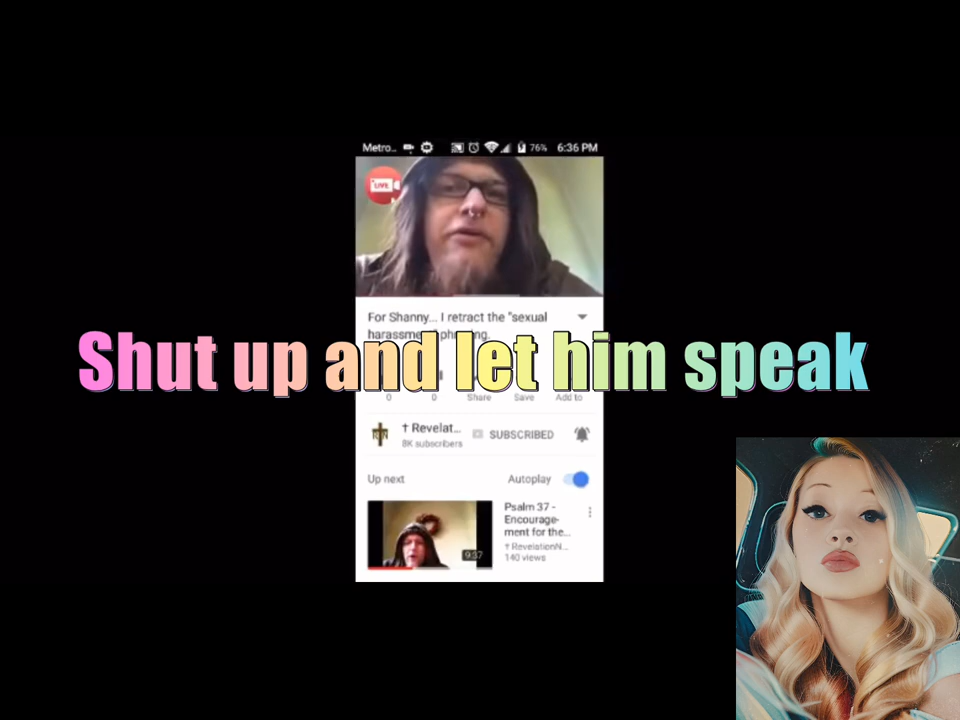 Metro... 76% 6:36 PM
LIVE
For Shanny... I retract the "sexual
harassment" phrasing.
Shut up and let him speak
0 0 Share Save Add to
† Revelat... SUBSCRIBED
8K subscribers
Up next Autoplay
Psalm 37 -
Encourage-
ment for the...
† RevelationN...
140 views
9:37